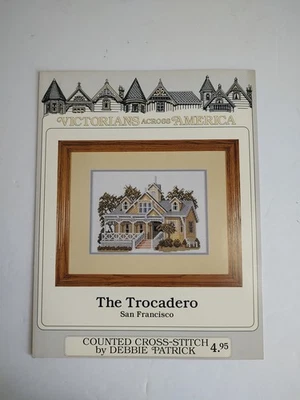 VICTORIANS ACROSS AMERICA
The Trocadero
San Francisco
COUNTED CROSS-STITCH
by DEBBIE PATRICK 4.95